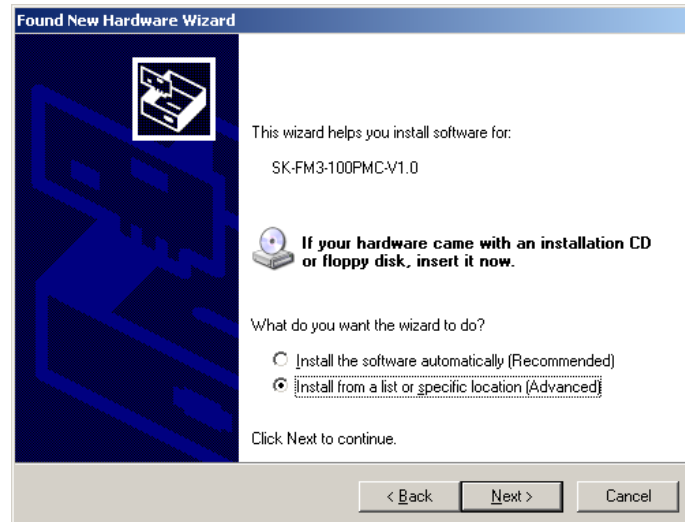 Found New Hardware Wizard
This wizard helps you install software for:
SK-FM3-100PMC-V1.0
If your hardware came with an installation CD
or floppy disk, insert it now.
What do you want the wizard to do?
Install the software automatically (Recommended)
Install from a list or specific location (Advanced)
Click Next to continue.
< Back Next > Cancel